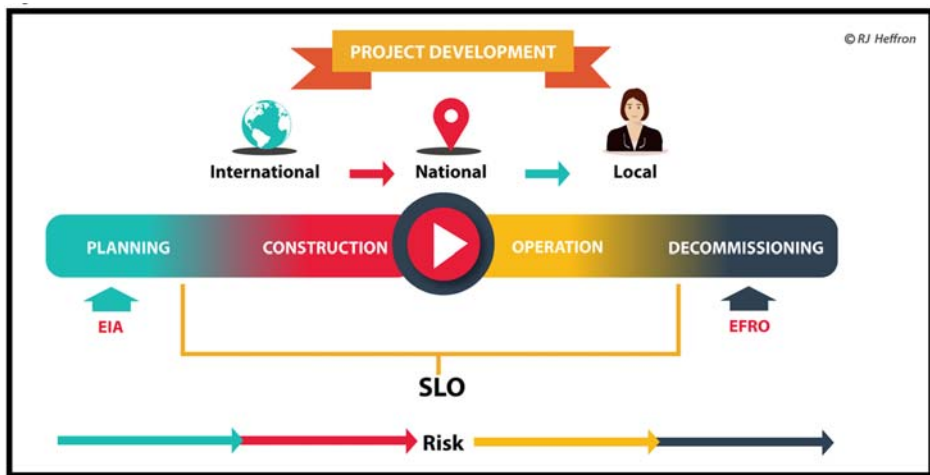 PROJECT DEVELOPMENT
© RJ Heffron
International
National
Local
PLANNING
CONSTRUCTION
OPERATION
DECOMMISSIONING
EIA
EFRO
SLO
Risk